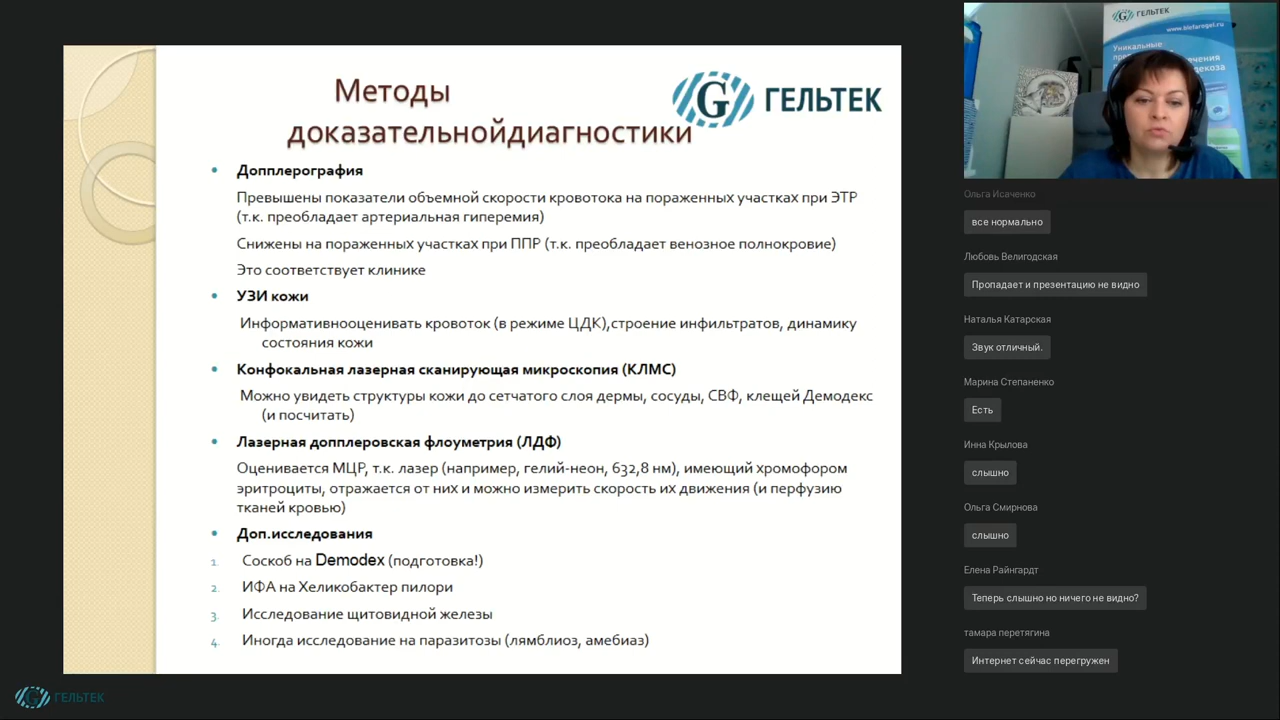 Методы
доказательнойдиагностики
ГЕЛЬТЕК
• Допплерография
Превышены показатели объемной скорости кровотока на пораженных участках при ЭТР
(т.к. преобладает артериальная гиперемия)
Снижены на пораженных участках при ППР (т.к. преобладает венозное полнокровие)
Это соответствует клинике
• УЗИ кожи
Информативнооценивать кровоток (в режиме ЦДК),строение инфильтратов, динамику
состояния кожи
• Конфокальная лазерная сканирующая микроскопия (КЛМС)
Можно увидеть структуры кожи до сетчатого слоя дермы, сосуды, СВФ, клещей Демодекс
(и посчитать)
• Лазерная допплеровская флоуметрия (ЛДФ)
Оценивается МЦР, т.к. лазер (например, гелий-неон, 632,8 нм), имеющий хромофором
эритроциты, отражается от них и можно измерить скорость их движения (и перфузию
тканей кровью)
• Доп.исследования
1. Соскоб на Demodex (подготовка!)
2. ИФА на Хеликобактер пилори
3. Исследование щитовидной железы
4. Иногда исследование на паразитозы (лямблиоз, амебиаз)
ГЕЛЬТЕК
ГЕЛЬТЕК
www.biofarogel.ru
Уникальные
Ольга Исаченко
все нормально
Любовь Велигодская
Пропадает и презентацию не видно
Наталья Катарская
Звук отличный.
Марина Степаненко
Есть
Инна Крылова
слышно
Ольга Смирнова
слышно
Елена Райнгардт
Теперь слышно но ничего не видно?
тамара перетягина
Интернет сейчас перегружен